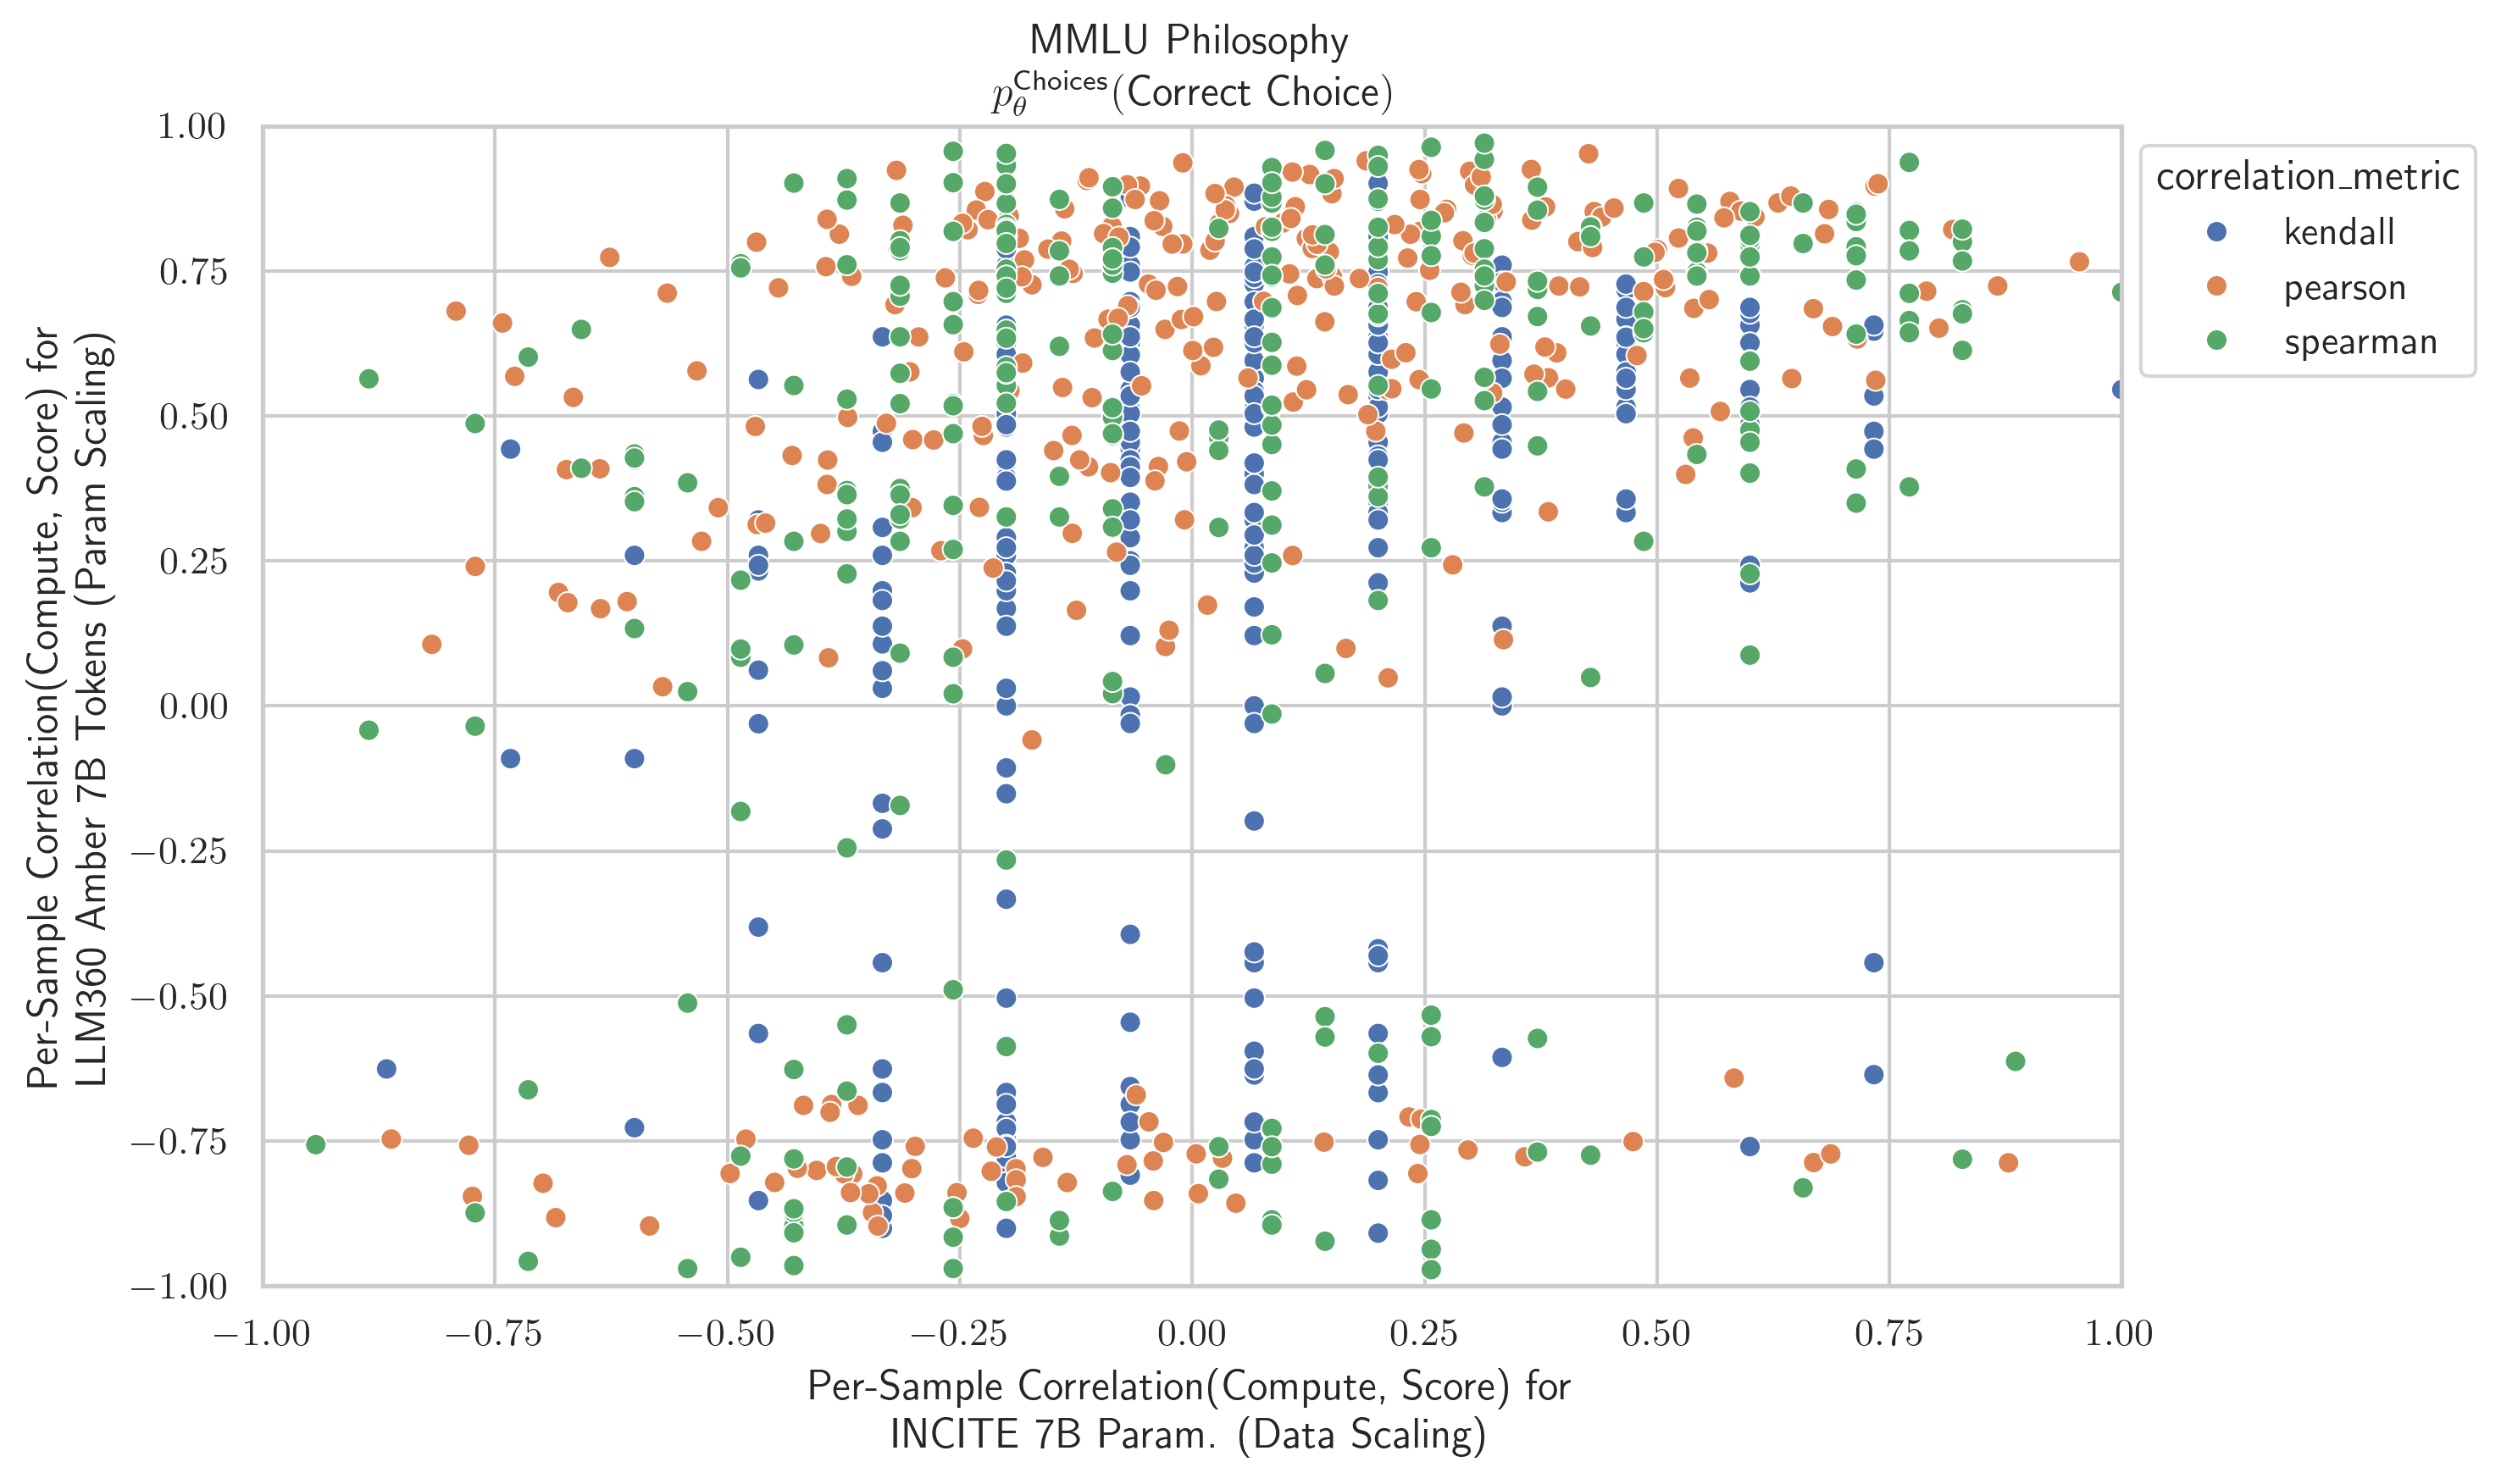 MMLU Philosophy
p_θ^Choices(Correct Choice)
Per-Sample Correlation(Compute, Score) for
LLM360 Amber 7B Tokens (Param Scaling)
1.00
0.75
0.50
0.25
0.00
−0.25
−0.50
−0.75
−1.00
correlation_metric
kendall
pearson
spearman
−1.00 −0.75 −0.50 −0.25 0.00 0.25 0.50 0.75 1.00
Per-Sample Correlation(Compute, Score) for
INCITE 7B Param. (Data Scaling)